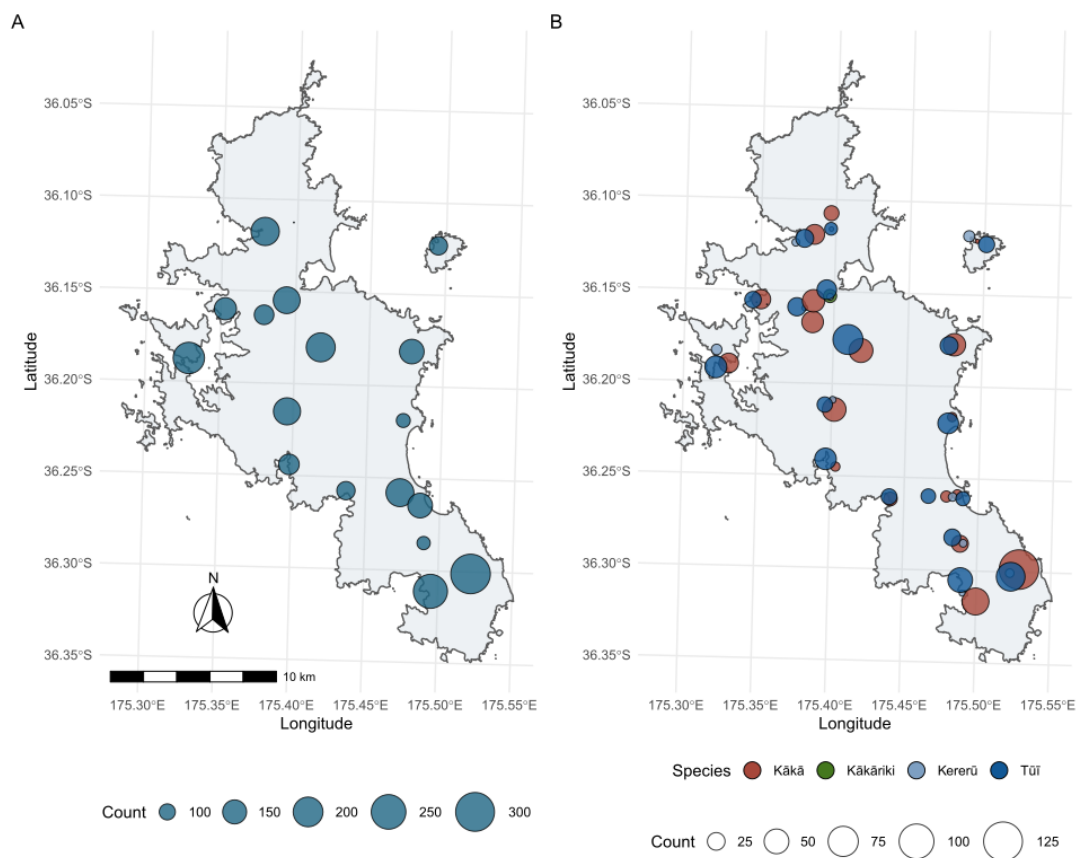 A
B
36.05°S
36.10°S
36.15°S
36.20°S
36.25°S
36.30°S
36.35°S
Latitude
N
10 km
175.30°E 175.35°E 175.40°E 175.45°E 175.50°E 175.55°E
Longitude
Count 100 150 200 250 300
36.05°S
36.10°S
36.15°S
36.20°S
36.25°S
36.30°S
36.35°S
Latitude
175.30°E 175.35°E 175.40°E 175.45°E 175.50°E 175.55°E
Longitude
Species Kākā Kākāriki Kererū Tūī
Count 25 50 75 100 125